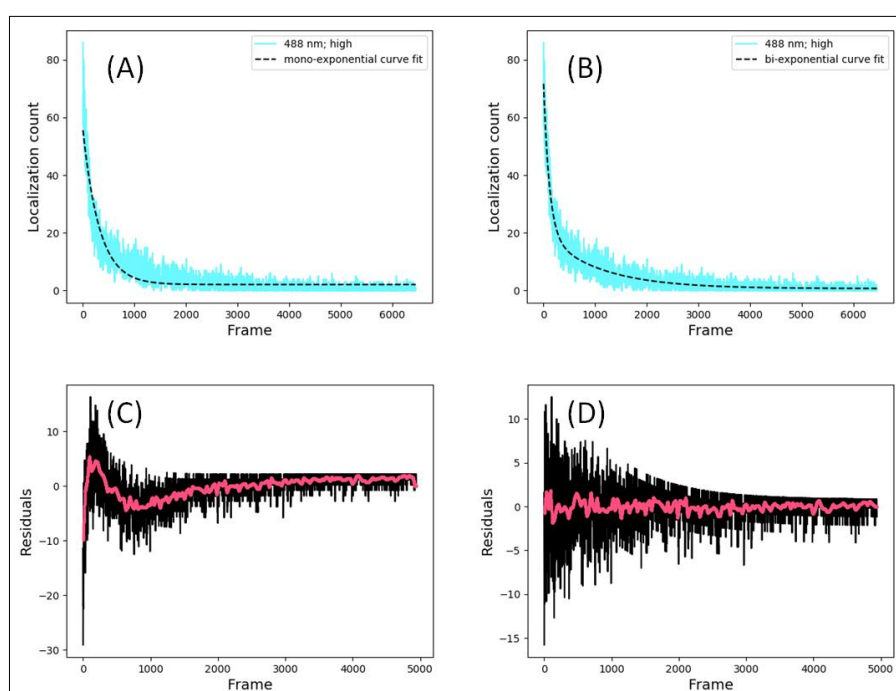 (A)
488 nm; high
mono-exponential curve fit
80
60
40
20
0
Localization count
0 1000 2000 3000 4000 5000 6000
Frame
(B)
488 nm; high
bi-exponential curve fit
80
60
40
20
0
Localization count
0 1000 2000 3000 4000 5000 6000
Frame
(C)
10
0
−10
−20
−30
Residuals
0 1000 2000 3000 4000 5000
Frame
(D)
10
5
0
−5
−10
−15
Residuals
0 1000 2000 3000 4000 5000
Frame